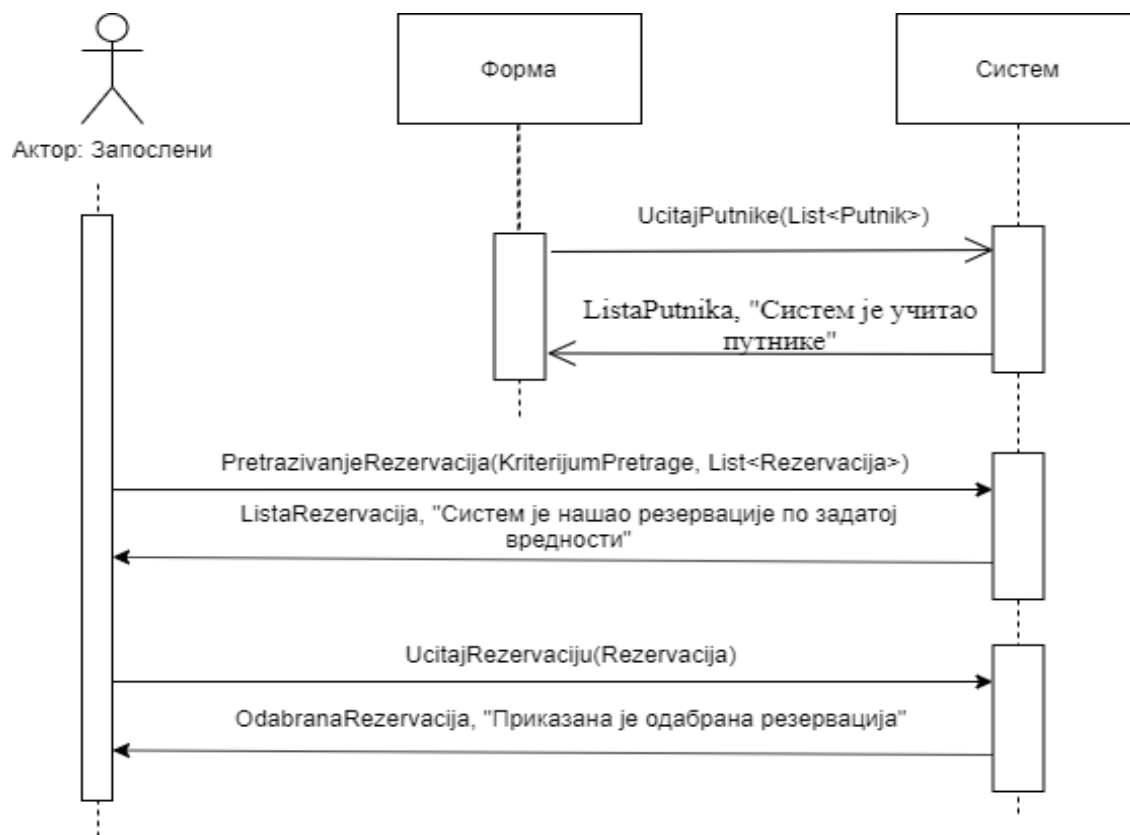 Форма
Систем
Актор: Запослени
UcitajPutnike(List<Putnik>)
ListaPutnika, "Систем је учитао
путнике"
PretrazivanjeRezervacija(KriterijumPretrage, List<Rezervacija>)
ListaRezervacija, "Систем је нашао резервације по задатој
вредности"
UcitajRezervaciju(Rezervacija)
OdabranaRezervacija, "Приказана је одабрана резервација"